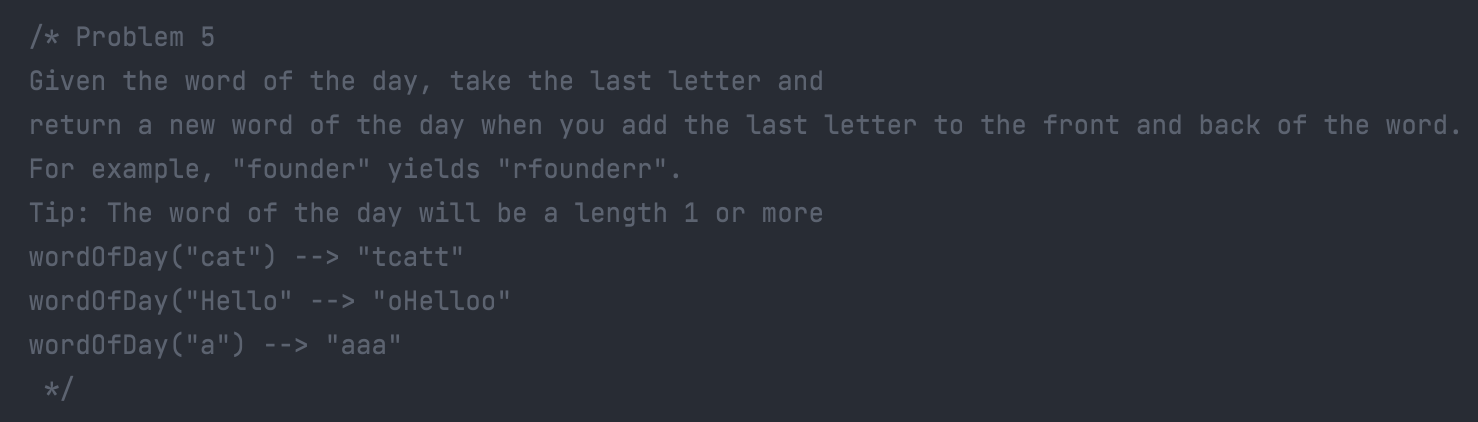 /* Problem 5
Given the word of the day, take the last letter and
return a new word of the day when you add the last letter to the front and back of the word.
For example, "founder" yields "rfounderr".
Tip: The word of the day will be a length 1 or more
wordOfDay("cat") --> "tcatt"
wordOfDay("Hello" --> "oHelloo"
wordOfDay("a") --> "aaa"
*/